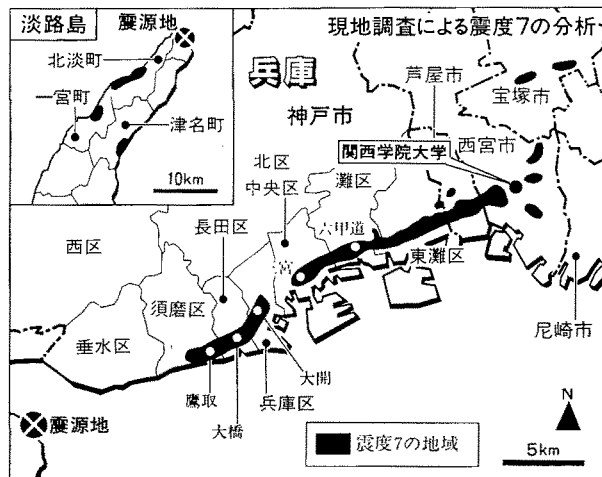 淡路島
震源地
北淡町
一宮町
津名町
10km
現地調査による震度7の分析
兵庫
神戸市
芦屋市
宝塚市
西宮市
関西学院大学
北区
中央区
灘区
六甲道
長田区
三宮
東灘区
西区
須磨区
垂水区
尼崎市
大開
鷹取
大橋
兵庫区
震源地
N
震度7の地域
5km